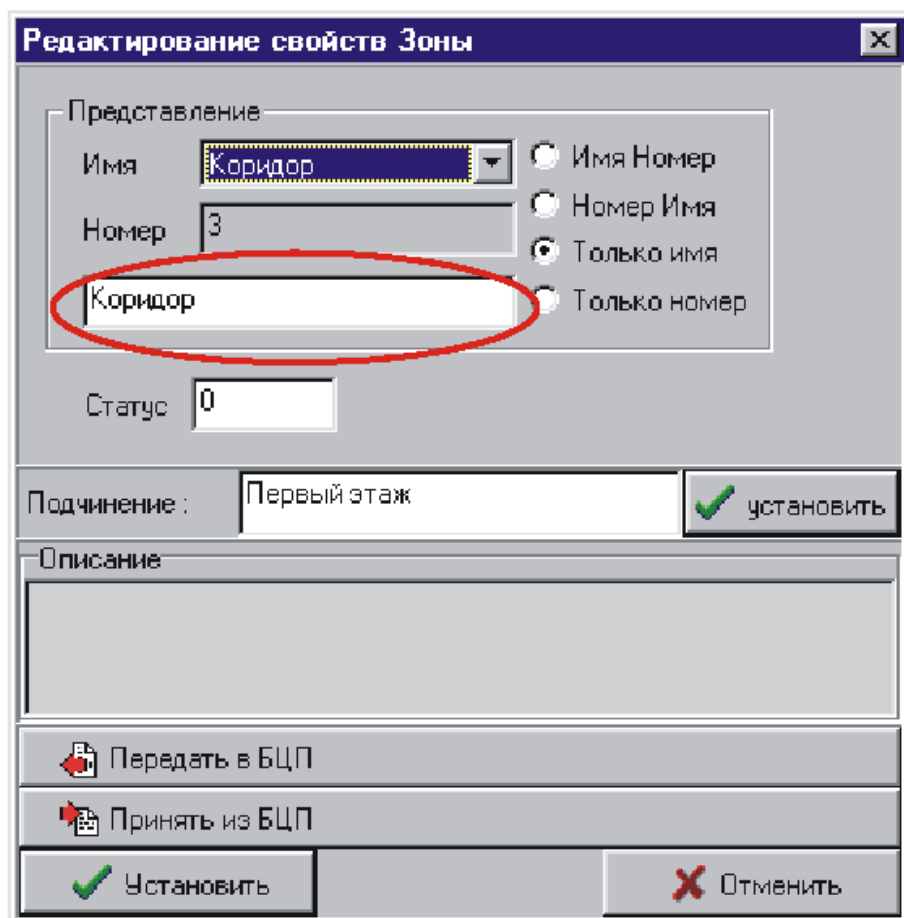 Редактирование свойств Зоны
Представление
Имя Коридор Имя Номер
Номер Имя
Номер 3
Только имя
Коридор Только номер
Статус 0
Подчинение : Первый этаж установить
Описание
Передать в БЦП
Принять из БЦП
Установить Отменить